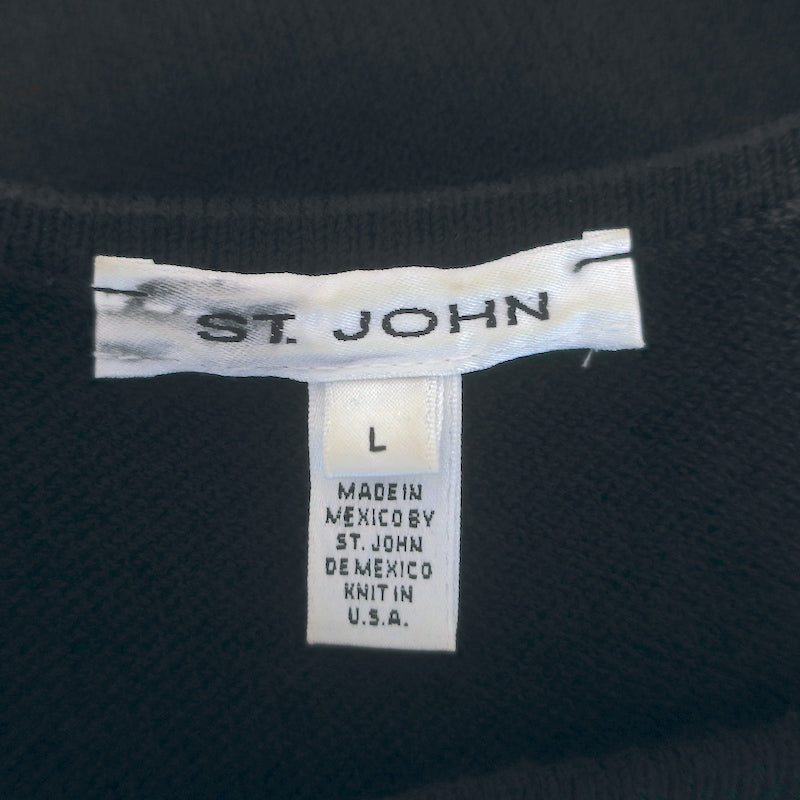 ST. JOHN
L
MADE IN
MEXICO BY
ST. JOHN
DE MEXICO
KNIT IN
U.S.A.